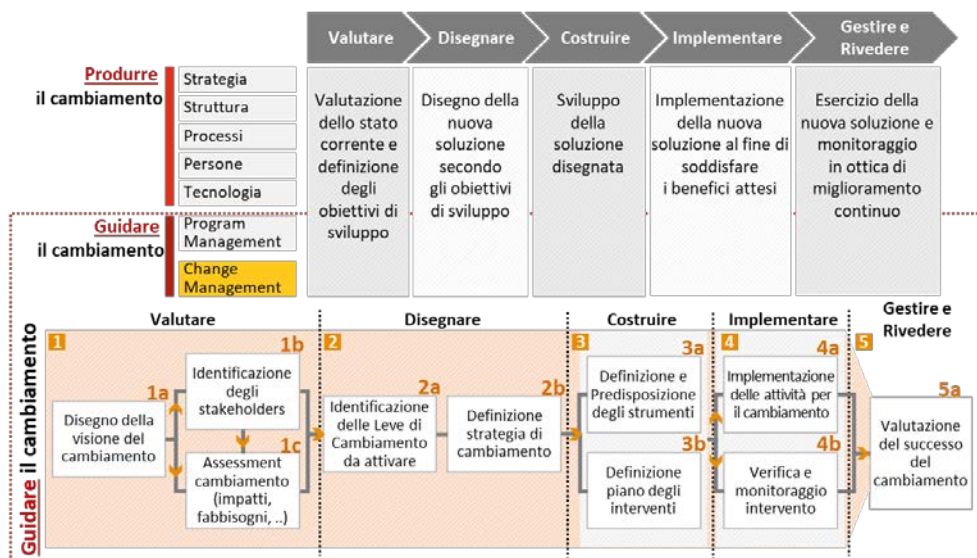 Valutare
Disegnare
Costruire
Implementare
Gestire e
Rivedere
Produrre
il cambiamento
Strategia
Struttura
Processi
Persone
Tecnologia
Valutazione
dello stato
corrente e
definizione
degli
obiettivi di
sviluppo
Disegno della
nuova
soluzione
secondo
gli obiettivi
di sviluppo
Sviluppo
della
soluzione
disegnata
Implementazione
della nuova
soluzione al fine di
soddisfare
i benefici attesi
Esercizio della
nuova soluzione e
monitoraggio
in ottica di
miglioramento
continuo
Guidare
il cambiamento
Program
Management
Change
Management
Guidare il cambiamento
Valutare
Disegnare
Costruire
Implementare
Gestire e
Rivedere
1
1a
Disegno della
visione del
cambiamento
1b
Identificazione
degli
stakeholders
1c
Assessment
cambiamento
(impatti,
fabbisogni, ..)
2
2a
Identificazione
delle Leve di
Cambiamento
da attivare
2b
Definizione
strategia di
cambiamento
3
3a
Definizione e
Predisposizione
degli strumenti
3b
Definizione
piano degli
interventi
4
4a
Implementazione
delle attività per
il cambiamento
4b
Verifica e
monitoraggio
intervento
5
5a
Valutazione
del successo
del
cambiamento